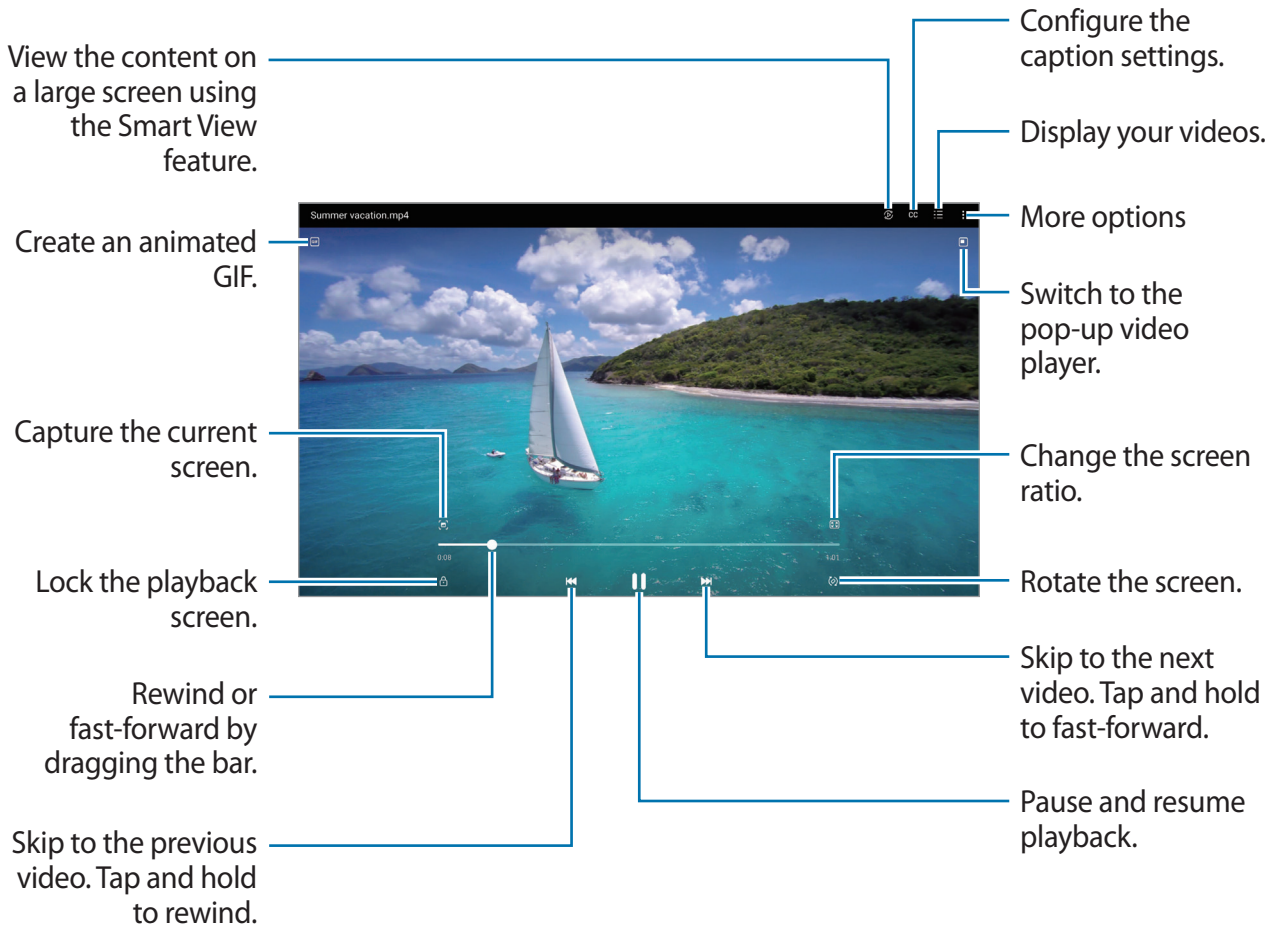 Configure the
caption settings.
View the content on
a large screen using
the Smart View
feature.
Display your videos.
Summer vacation.mp4
CC
More options
Create an animated
GIF.
GIF
Switch to the
pop-up video
player.
Capture the current
screen.
Change the screen
ratio.
0:08
1:01
Lock the playback
screen.
Rotate the screen.
Skip to the next
video. Tap and hold
to fast-forward.
Rewind or
fast-forward by
dragging the bar.
Pause and resume
playback.
Skip to the previous
video. Tap and hold
to rewind.